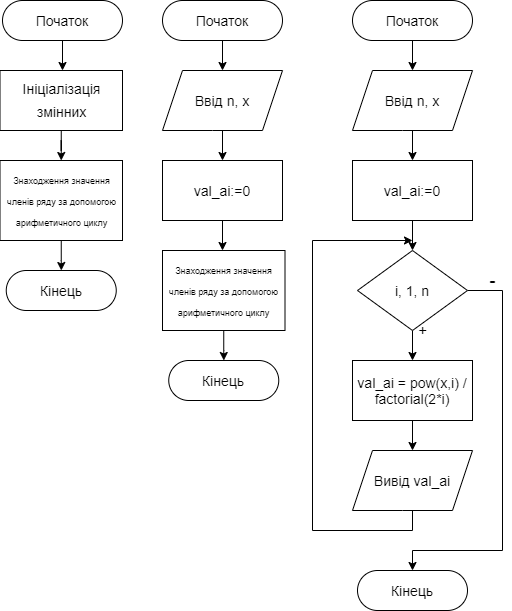 Початок
Ініціалізація
змінних
Знаходження значення
членів ряду за допомогою
арифметичного циклу
Кінець
Початок
Ввід n, x
val_ai:=0
Знаходження значення
членів ряду за допомогою
арифметичного циклу
Кінець
Початок
Ввід n, x
val_ai:=0
i, 1, n
-
+
val_ai = pow(x,i) /
factorial(2*i)
Вивід val_ai
Кінець